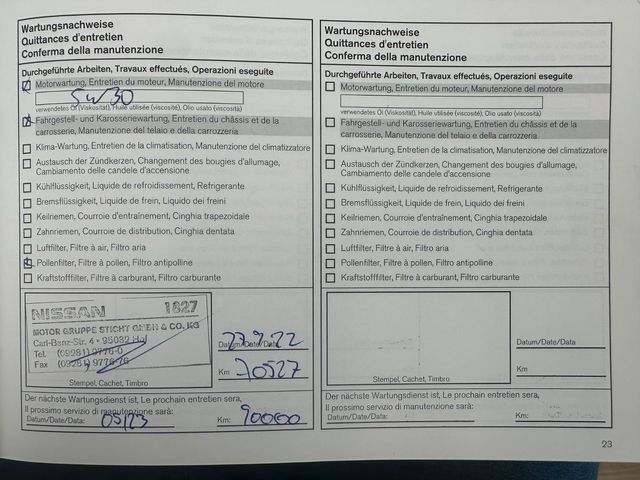 Wartungsnachweise
Quittances d'entretien
Conferma della manutenzione
Durchgeführte Arbeiten, Travaux effectués, Operazioni eseguite
Motorwartung, Entretien du moteur, Manutenzione del motore
5W30
verwendetes Öl (Viskosität), Huile utilisée (viscosité), Olio usato (viscosità)
Fahrgestell- und Karosseriewartung, Entretien du châssis et de la
carrosserie, Manutenzione del telaio e della carrozzeria
Klima-Wartung, Entretien de la climatisation, Manutenzione del climatizzatore
Austausch der Zündkerzen, Changement des bougies d'allumage,
Cambiamento delle candele d'accensione
Kühlflüssigkeit, Liquide de refroidissement, Refrigerante
Bremsflüssigkeit, Liquide de frein, Liquido dei freini
Keilriemen, Courroie d'entraînement, Cinghia trapezoidale
Zahnriemen, Courroie de distribution, Cinghia dentata
Luftfilter, Filtre à air, Filtro aria
Pollenfilter, Filtre à pollen, Filtro antipolline
Kraftstofffilter, Filtre à carburant, Filtro carburante
NISSAN 1827
MOTOR GRUPPE STICHT GMBH & CO. KG
Carl-Benz-Str. 4 • 95032 Hof
Tel. (09281) 9776-0
Fax (09281) 9776-76
Stempel, Cachet, Timbro
27.9.22
Datum/Date/Data
Km 70527
Der nächste Wartungsdienst ist, Le prochain entretien sera,
Il prossimo servizio di manutenzione sarà:
Datum/Date/Data: 09/23 Km: 90000
Wartungsnachweise
Quittances d'entretien
Conferma della manutenzione
Durchgeführte Arbeiten, Travaux effectués, Operazioni eseguite
Motorwartung, Entretien du moteur, Manutenzione del motore
verwendetes Öl (Viskosität), Huile utilisée (viscosité), Olio usato (viscosità)
Fahrgestell- und Karosseriewartung, Entretien du châssis et de la
carrosserie, Manutenzione del telaio e della carrozzeria
Klima-Wartung, Entretien de la climatisation, Manutenzione del climatizzatore
Austausch der Zündkerzen, Changement des bougies d'allumage,
Cambiamento delle candele d'accensione
Kühlflüssigkeit, Liquide de refroidissement, Refrigerante
Bremsflüssigkeit, Liquide de frein, Liquido dei freini
Keilriemen, Courroie d'entraînement, Cinghia trapezoidale
Zahnriemen, Courroie de distribution, Cinghia dentata
Luftfilter, Filtre à air, Filtro aria
Pollenfilter, Filtre à pollen, Filtro antipolline
Kraftstofffilter, Filtre à carburant, Filtro carburante
Stempel, Cachet, Timbro
Datum/Date/Data
Km
Der nächste Wartungsdienst ist, Le prochain entretien sera,
Il prossimo servizio di manutenzione sarà:
Datum/Date/Data: Km:
23